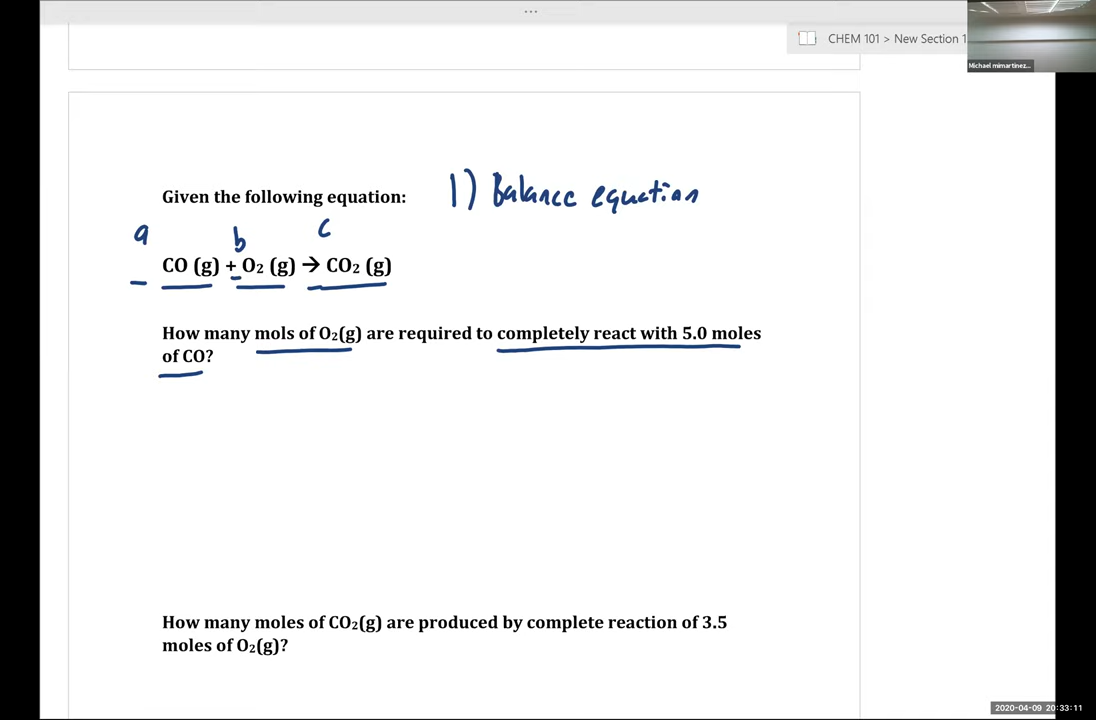 ...
CHEM 101 > New Section 1
Michael mimartinez...
Given the following equation:
1) Balance equation
a b c
CO (g) + O₂ (g) → CO₂ (g)
How many mols of O₂(g) are required to completely react with 5.0 moles
of CO?
How many moles of CO₂(g) are produced by complete reaction of 3.5
moles of O₂(g)?
2020-04-09 20:33:11